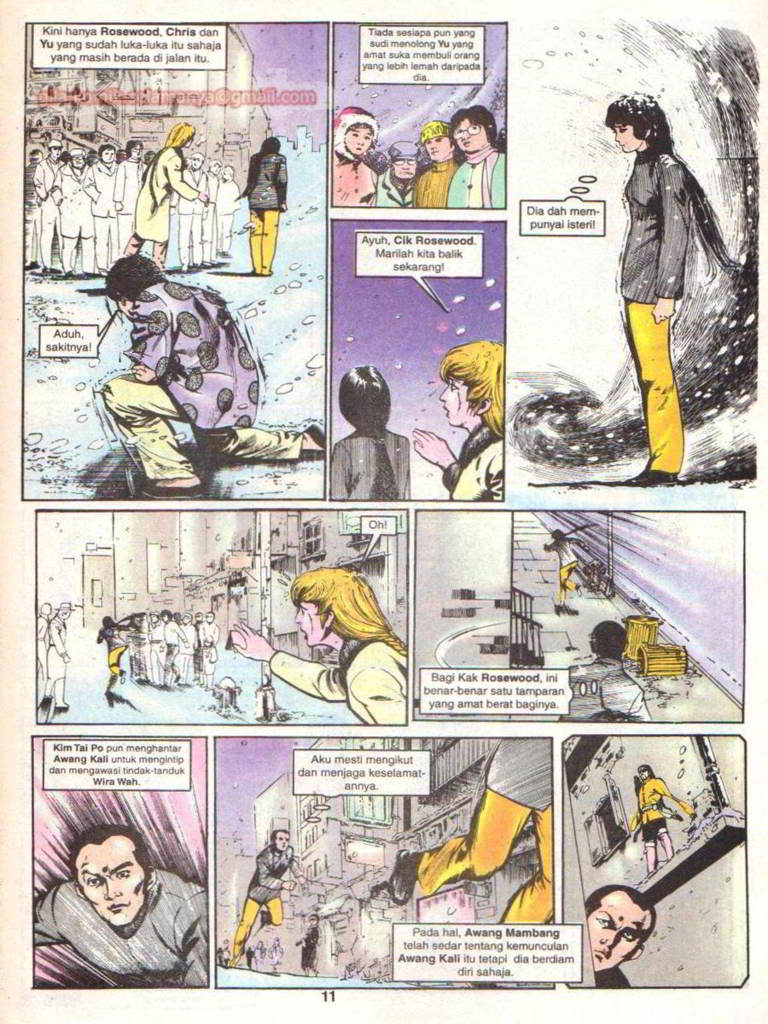 Kini hanya Rosewood, Chris dan
Yu yang sudah luka-luka itu sahaja
yang masih berada di jalan itu.
Aduh,
sakitnya!
Tiada sesiapa pun yang
sudi menolong Yu yang
amat suka membuli orang
yang lebih lemah daripada
dia.
Ayuh, Cik Rosewood.
Marilah kita balik
sekarang!
Dia dah mem-
punyai isteri!
Oh!
Bagi Kak Rosewood, ini
benar-benar satu tamparan
yang amat berat baginya.
Kim Tai Po pun menghantar
Awang Kali untuk mengintip
dan mengawasi tindak-tanduk
Wira Wah.
Aku mesti mengikut
dan menjaga keselamat-
annya.
Pada hal, Awang Mambang
telah sedar tentang kemunculan
Awang Kali itu tetapi dia berdiam
diri sahaja.
11